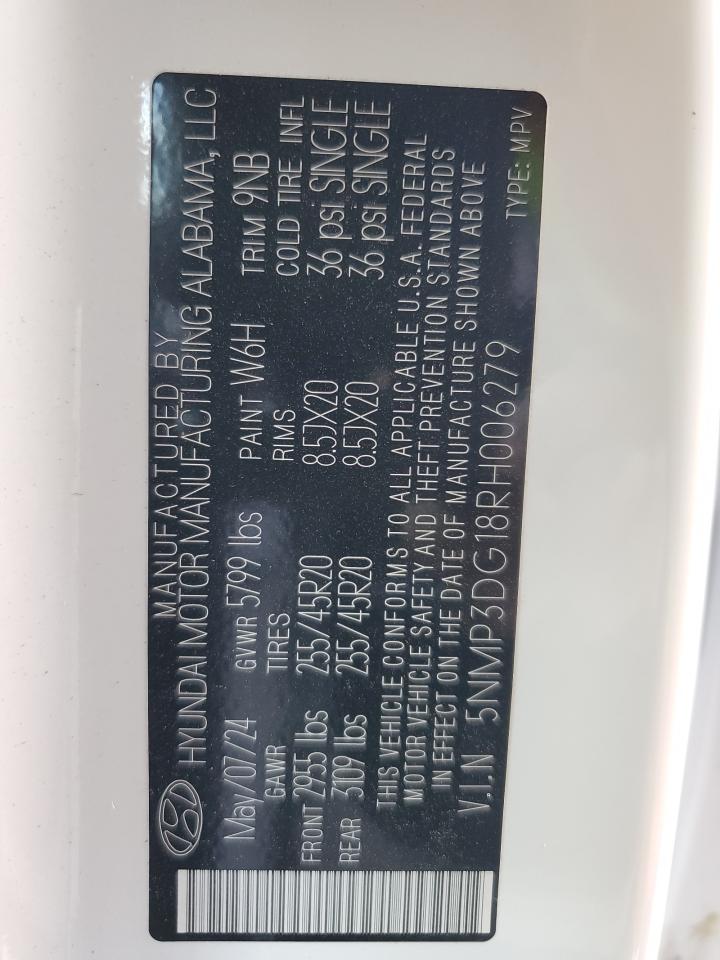 MANUFACTURED BY
HYUNDAI MOTOR MANUFACTURING ALABAMA, LLC
May/07/24 GVWR 5799 lbs PAINT W6H TRIM 9NB
GAWR TIRES RIMS COLD TIRE INFL
FRONT 2955 lbs 255/45R20 8.5JX20 36 psi SINGLE
REAR 3109 lbs 255/45R20 8.5JX20 36 psi SINGLE
THIS VEHICLE CONFORMS TO ALL APPLICABLE U.S.A. FEDERAL
MOTOR VEHICLE SAFETY AND THEFT PREVENTION STANDARDS
IN EFFECT ON THE DATE OF MANUFACTURE SHOWN ABOVE
V.I.N 5NMP3DG18RH006279 TYPE: MPV